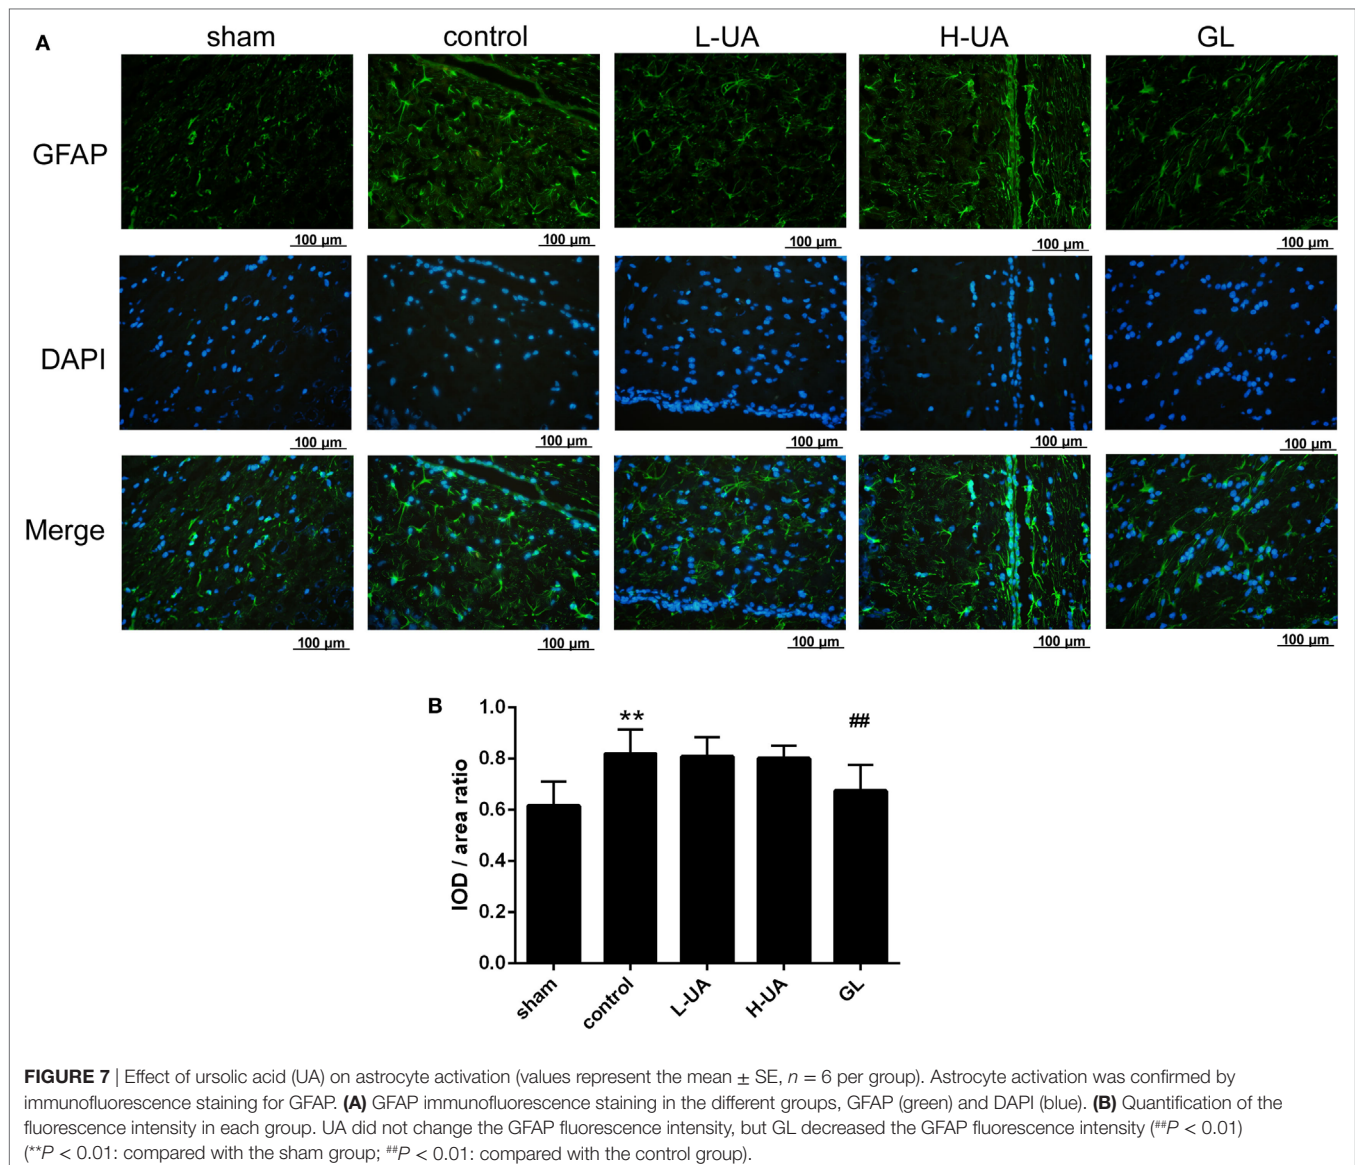 A
sham control L-UA H-UA GL
GFAP
100 µm 100 µm 100 µm 100 µm 100 µm
DAPI
100 µm 100 µm 100 µm 100 µm 100 µm
Merge
100 µm 100 µm 100 µm 100 µm 100 µm
B
IOD / area ratio
1.0
0.8
0.6
0.4
0.2
0.0
** ##
sham control L-UA H-UA GL
FIGURE 7 | Effect of ursolic acid (UA) on astrocyte activation (values represent the mean ± SE, n = 6 per group). Astrocyte activation was confirmed by
immunofluorescence staining for GFAP. (A) GFAP immunofluorescence staining in the different groups, GFAP (green) and DAPI (blue). (B) Quantification of the
fluorescence intensity in each group. UA did not change the GFAP fluorescence intensity, but GL decreased the GFAP fluorescence intensity (##P < 0.01)
(**P < 0.01: compared with the sham group; ##P < 0.01: compared with the control group).